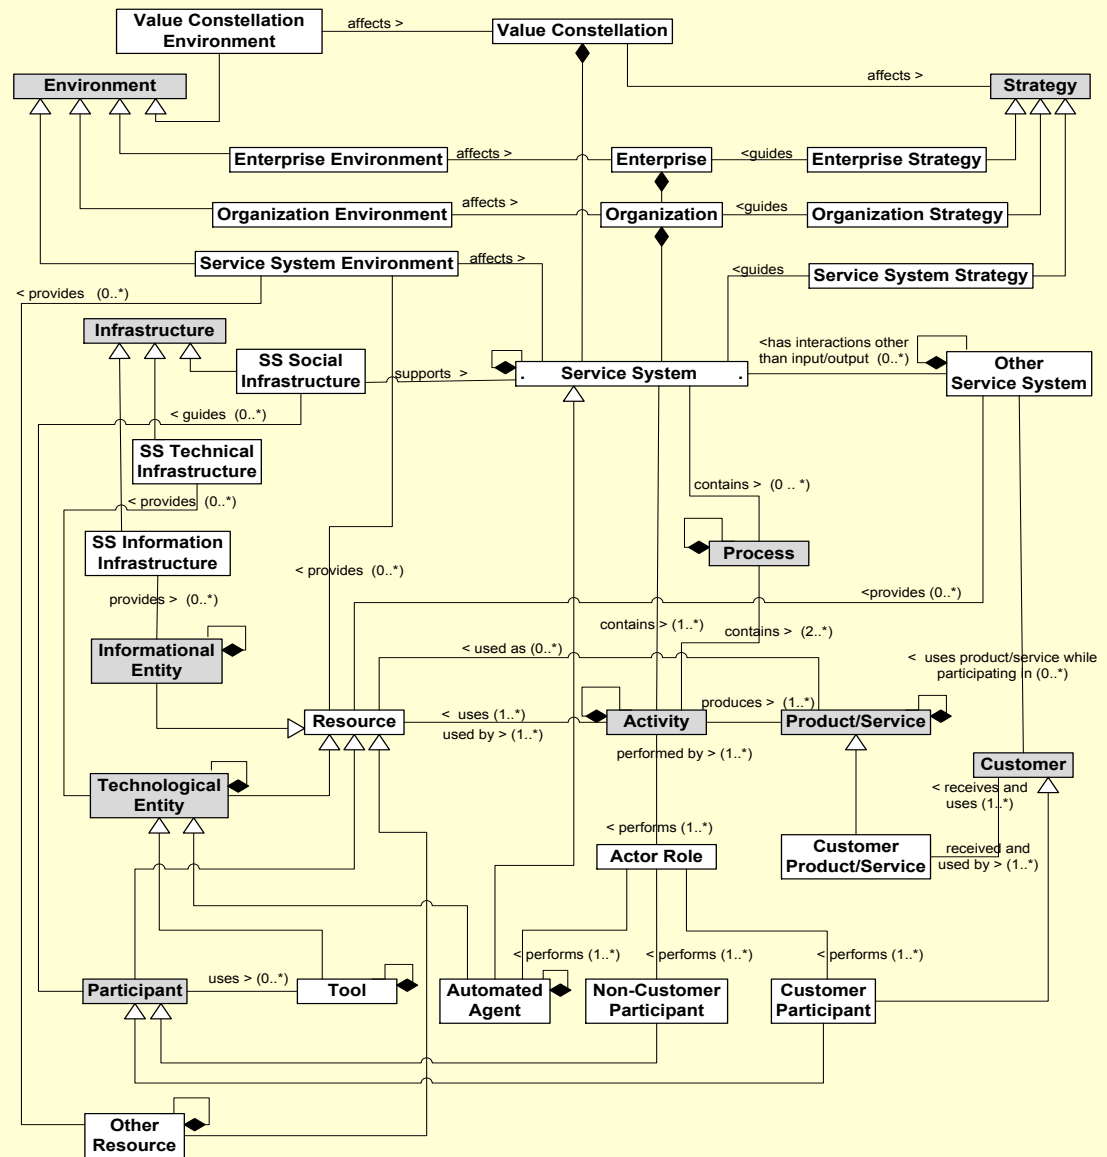 Value Constellation
Environment
affects >
Value Constellation
Environment
affects >
Strategy
Enterprise Environment
affects >
Enterprise
<guides
Enterprise Strategy
Organization Environment
affects >
Organization
<guides
Organization Strategy
Service System Environment
affects >
<guides
Service System Strategy
< provides (0..*)
Infrastructure
SS Social
Infrastructure
supports >
. Service System .
<has interactions other
than input/output (0..*)
Other
Service System
< guides (0..*)
SS Technical
Infrastructure
< provides (0..*)
contains > (0 .. *)
SS Information
Infrastructure
Process
< provides (0..*)
provides > (0..*)
<provides (0..*)
contains > (1..*)
contains > (2..*)
Informational
Entity
< used as (0..*)
< uses product/service while
participating in (0..*)
Resource
< uses (1..*)
used by > (1..*)
Activity
produces > (1..*)
Product/Service
performed by > (1..*)
Customer
Technological
Entity
< receives and
uses (1..*)
< performs (1..*)
Actor Role
Customer
Product/Service
received and
used by > (1..*)
< performs (1..*)
< performs (1..*)
< performs (1..*)
Participant
uses > (0..*)
Tool
Automated
Agent
Non-Customer
Participant
Customer
Participant
Other
Resource